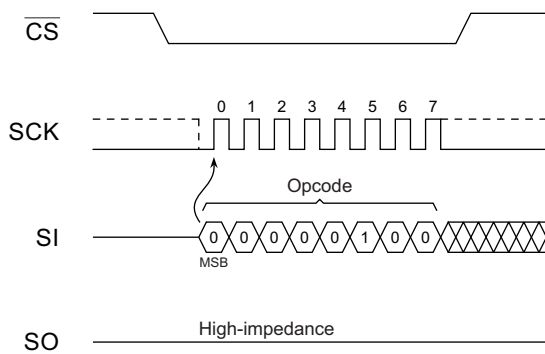 CS
0 1 2 3 4 5 6 7
SCK
Opcode
SI
0 0 0 0 0 1 0 0
MSB
High-impedance
SO